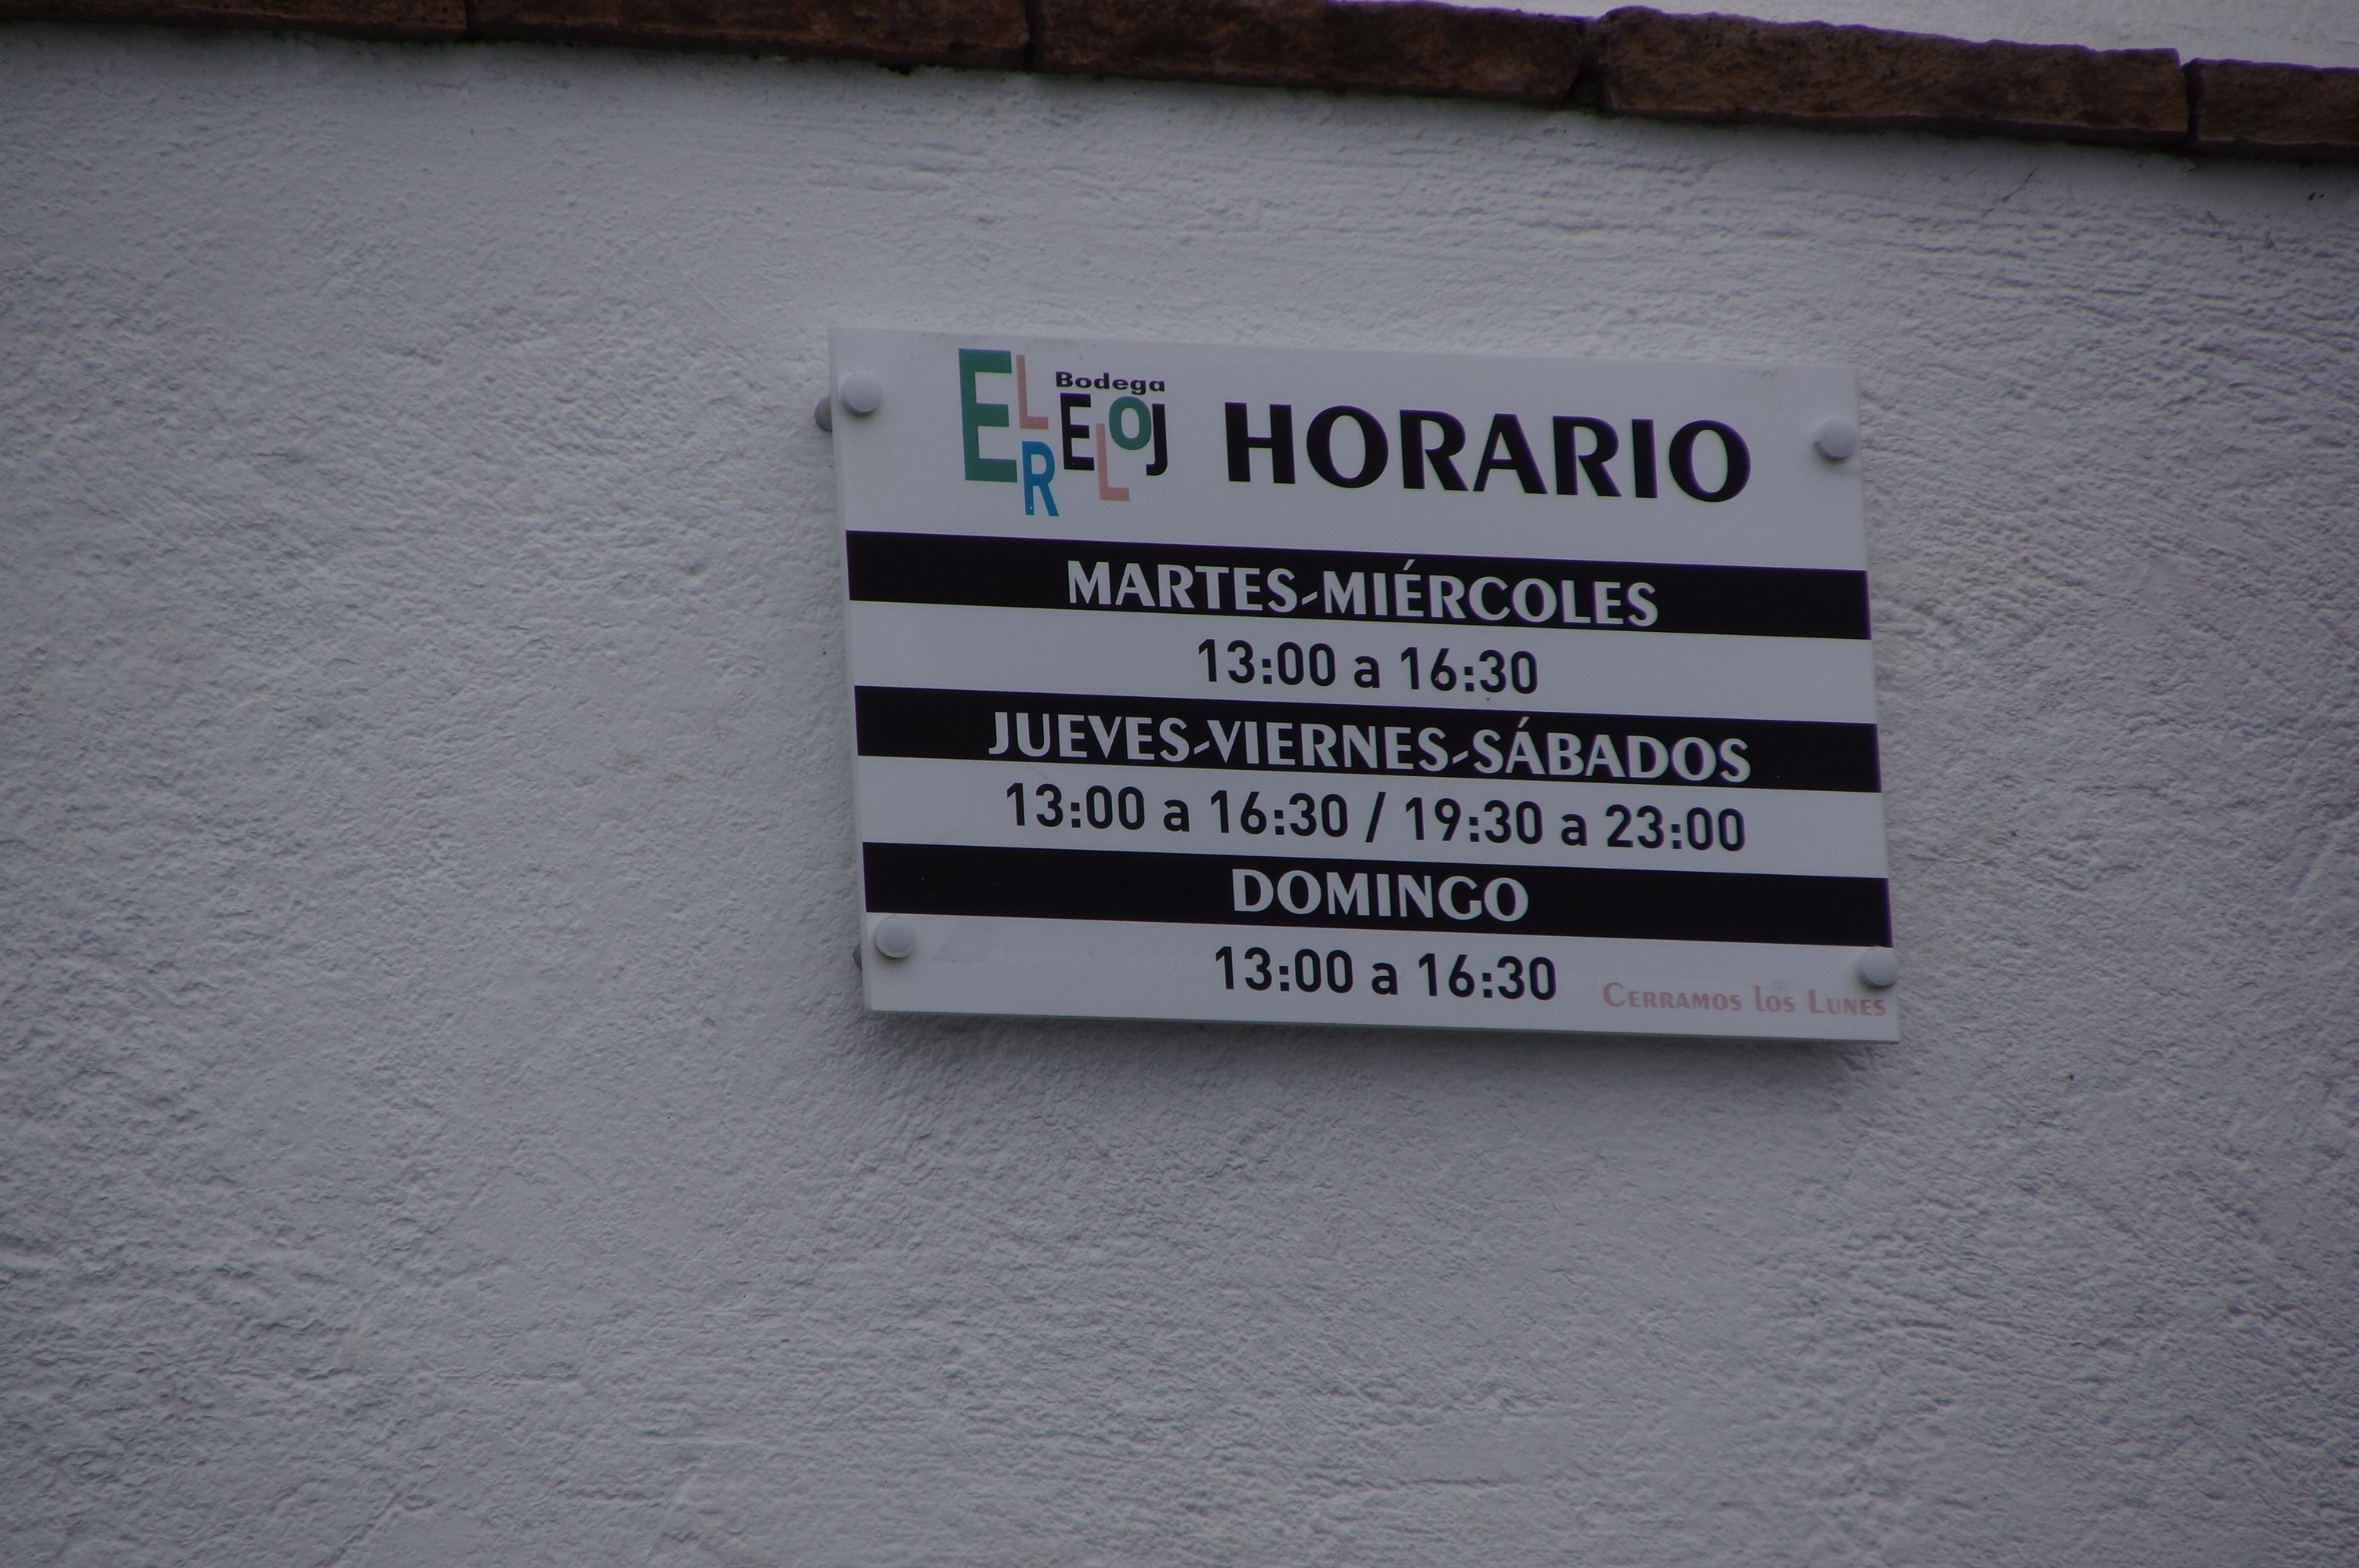 Bodega
EL RELOJ
HORARIO
MARTES-MIÉRCOLES
13:00 a 16:30
JUEVES-VIERNES-SÁBADOS
13:00 a 16:30 / 19:30 a 23:00
DOMINGO
13:00 a 16:30
CERRAMOS los LUNES